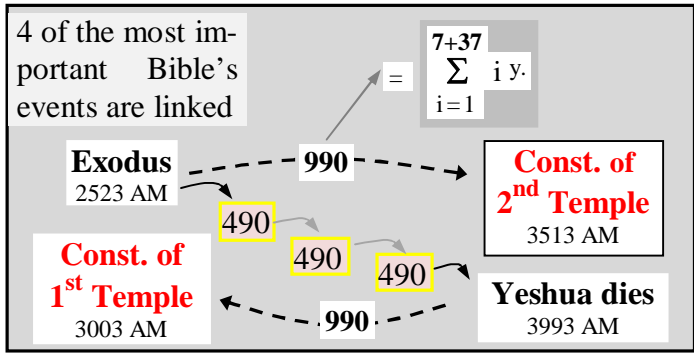 4 of the most im-
portant Bible's
events are linked
7+37
= Σ i y.
i = 1
Exodus
2523 AM
990
Const. of
2nd Temple
3513 AM
490
490
490
Const. of
1st Temple
3003 AM
990
Yeshua dies
3993 AM